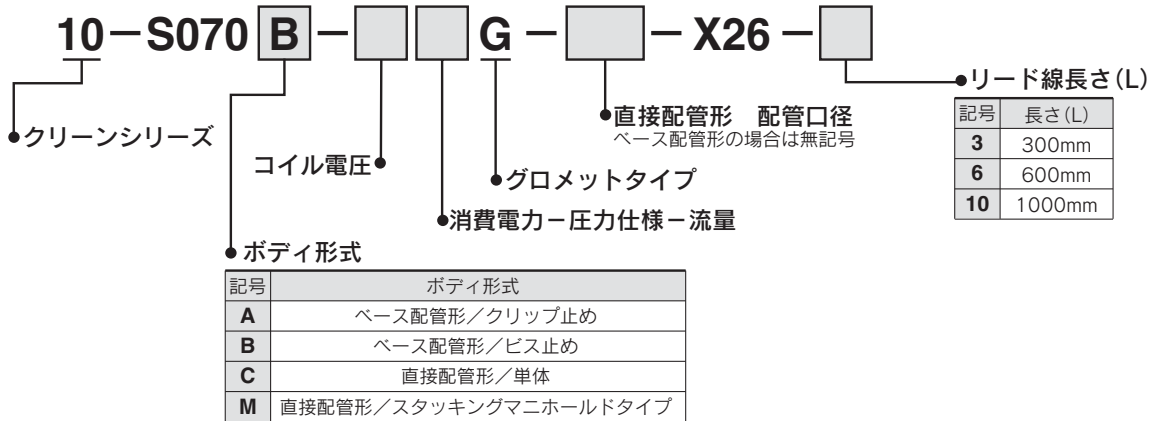 10－S070 B － G － － X26 －
リード線長さ(L)
記号 長さ(L)
3 300mm
6 600mm
10 1000mm
直接配管形　配管口径
ベース配管形の場合は無記号
クリーンシリーズ
コイル電圧
グロメットタイプ
消費電力－圧力仕様－流量
ボディ形式
記号 ボディ形式
A ベース配管形／クリップ止め
B ベース配管形／ビス止め
C 直接配管形／単体
M 直接配管形／スタッキングマニホールドタイプ